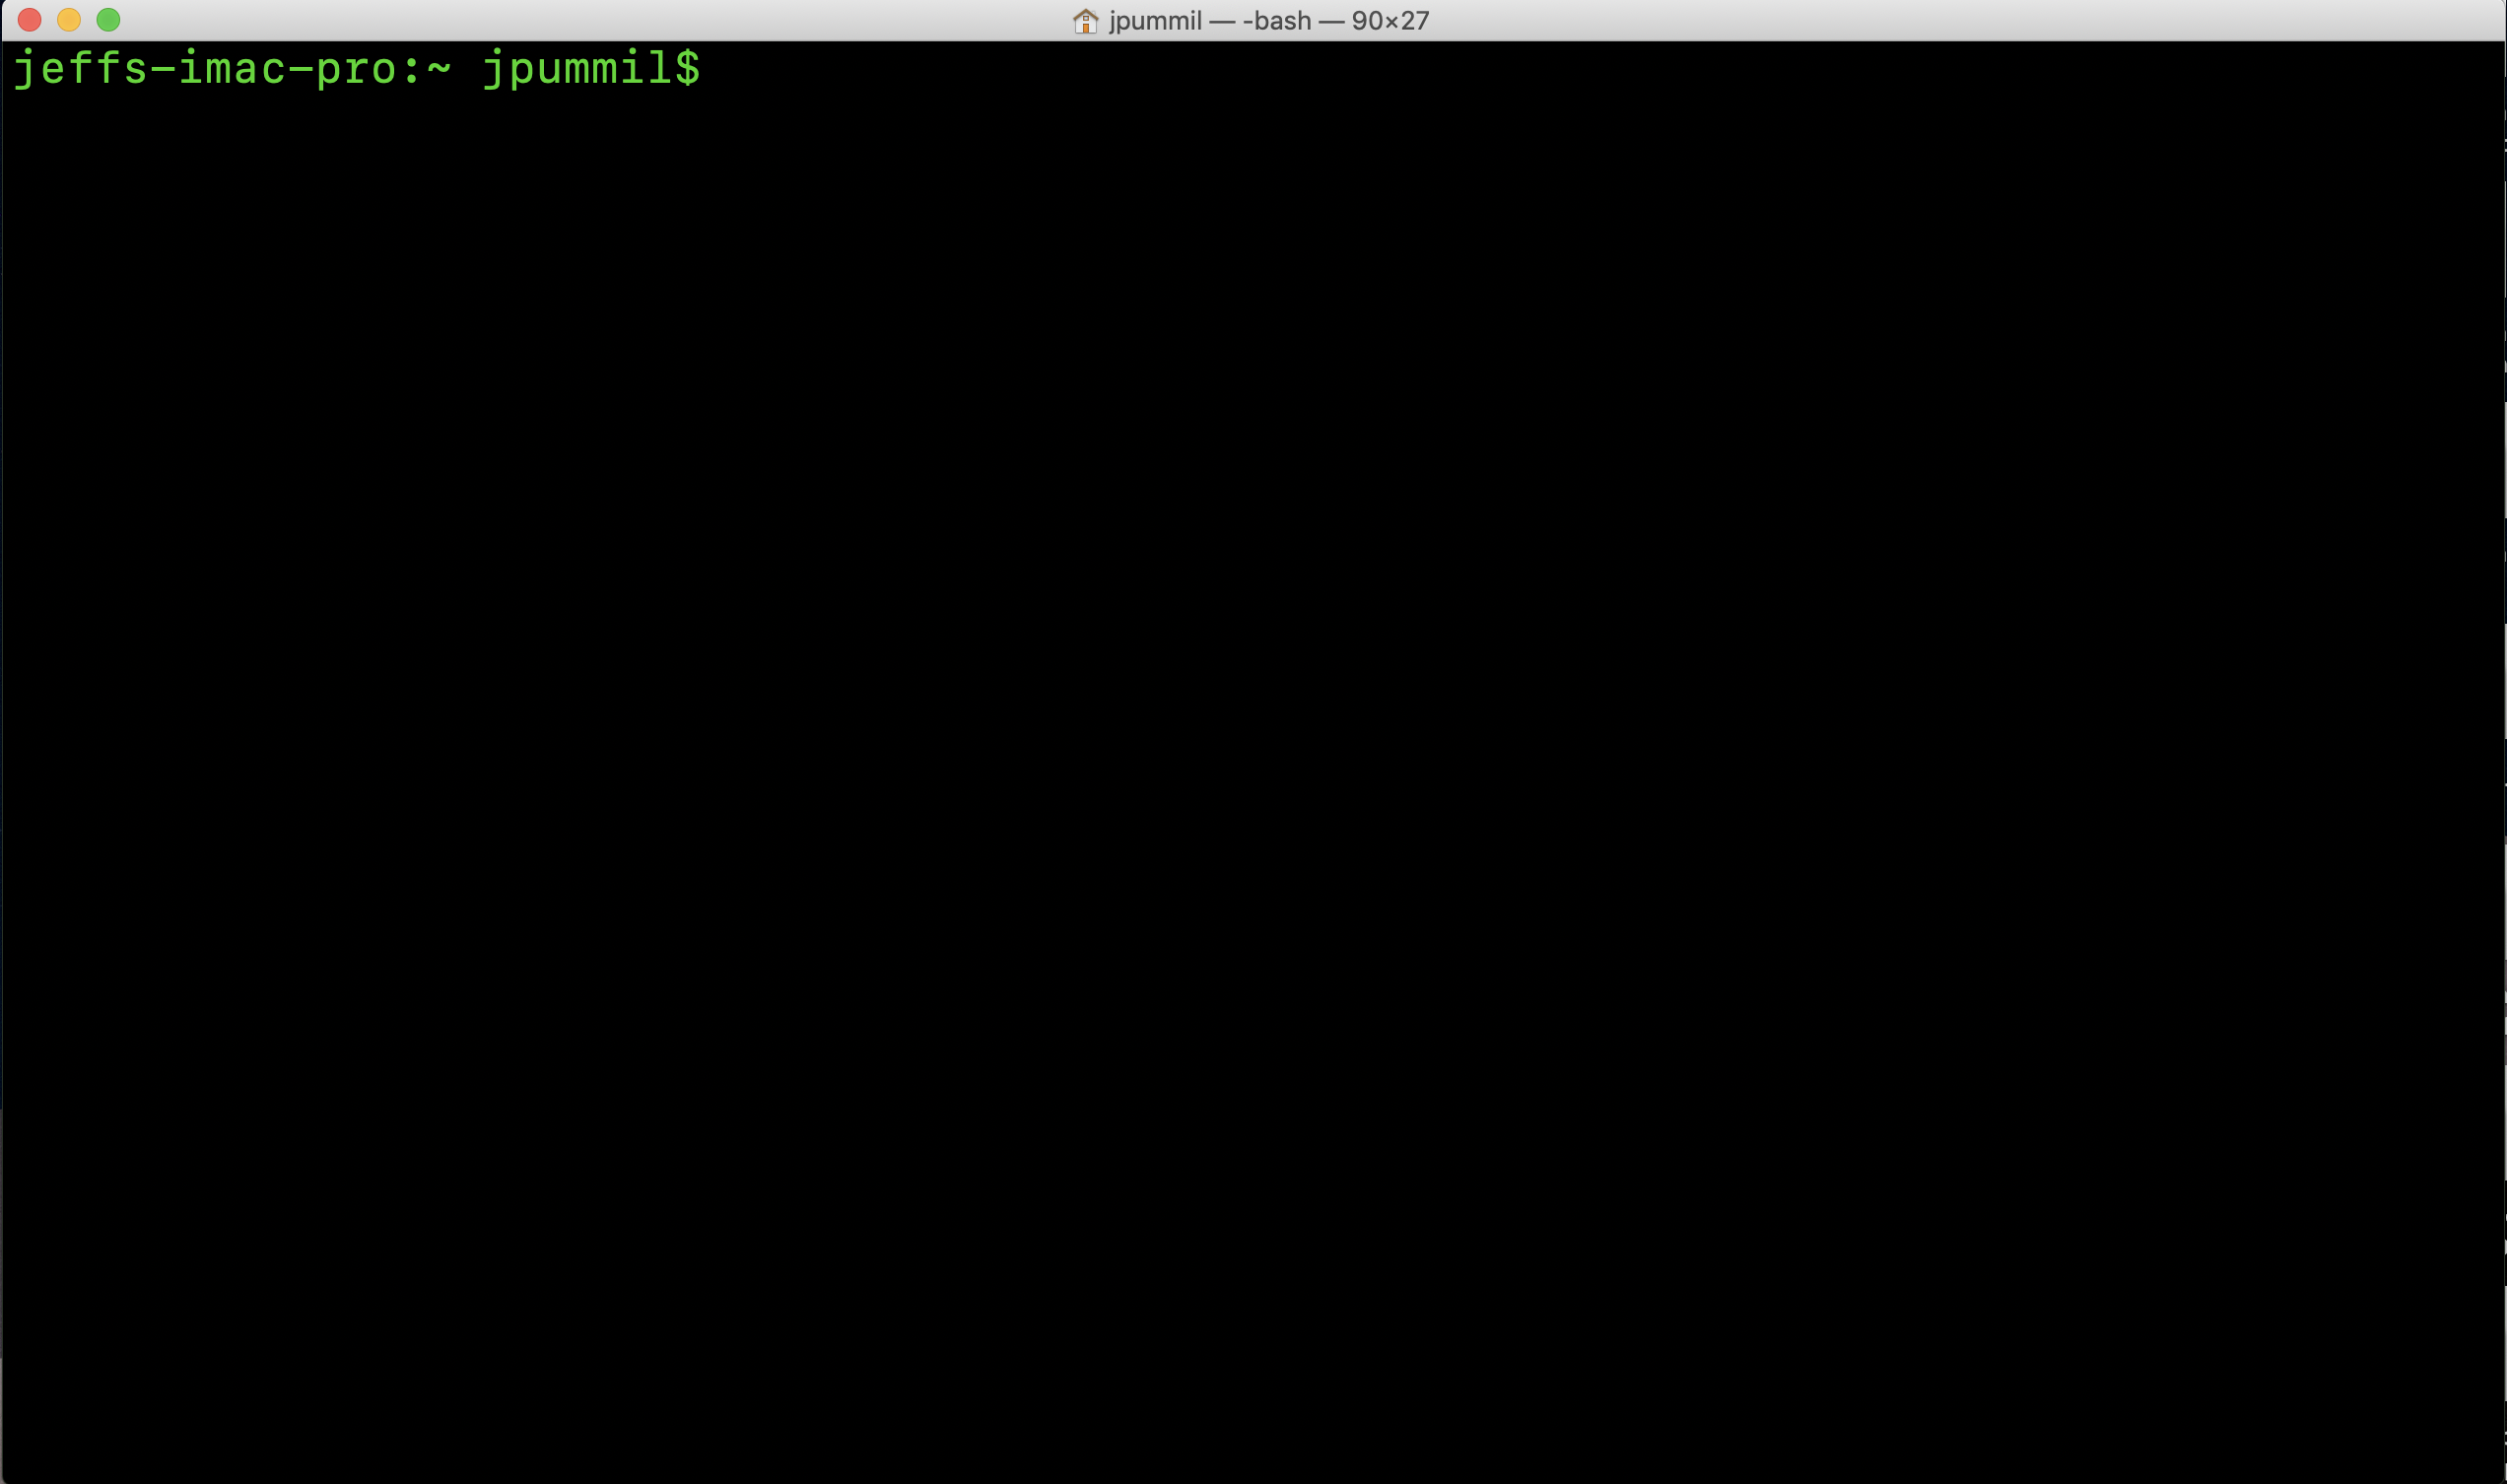 jpummil — -bash — 90×27
jeffs-imac-pro:~ jpummil$